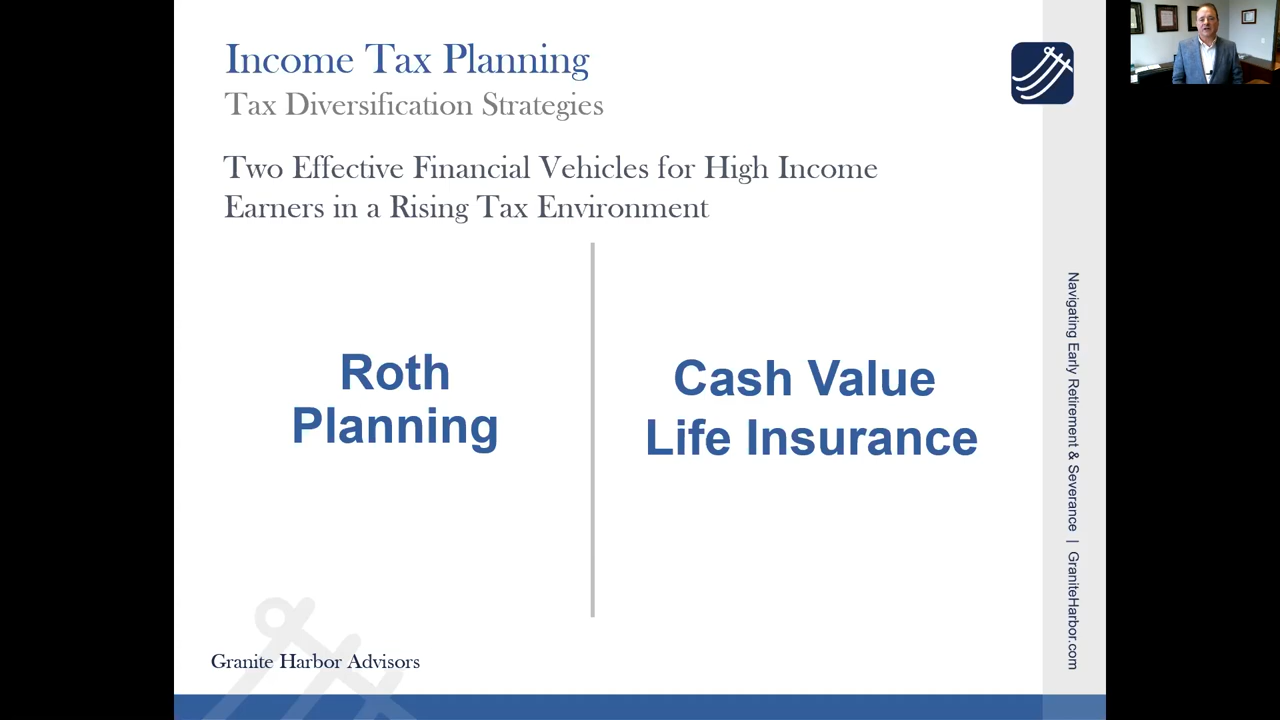 Income Tax Planning
Tax Diversification Strategies
Two Effective Financial Vehicles for High Income
Earners in a Rising Tax Environment
Roth
Planning
Cash Value
Life Insurance
Navigating Early Retirement & Severance | GraniteHarbor.com
Granite Harbor Advisors